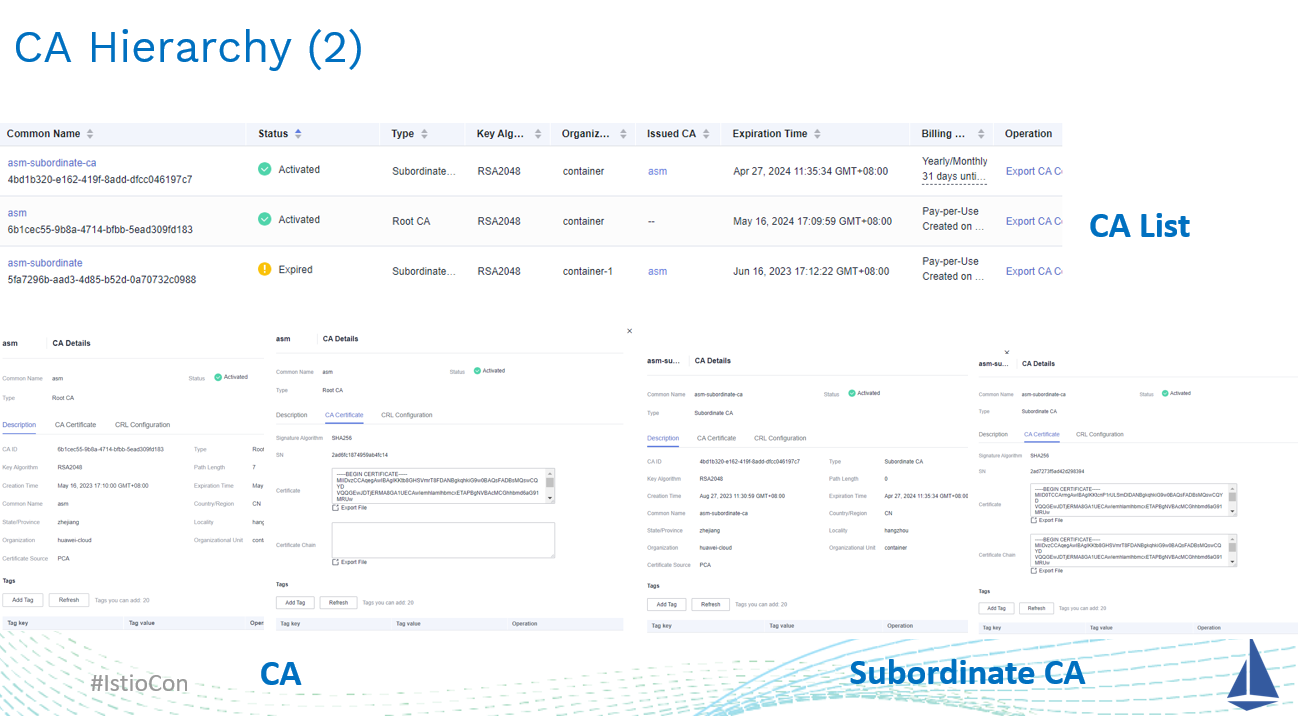 CA Hierarchy (2)
Common Name Status Type Key Alg... Organiz... Issued CA Expiration Time Billing ... Operation
asm-subordinate-ca
4bd1b320-e162-419f-8add-dfcc046197c7
Activated Subordinate... RSA2048 container asm Apr 27, 2024 11:35:34 GMT+08:00
Yearly/Monthly
31 days unti...
Export CA C
asm
6b1cec55-9b8a-4714-bfbb-5ead309fd183
Activated Root CA RSA2048 container -- May 16, 2024 17:09:59 GMT+08:00
Pay-per-Use
Created on ...
Export CA C
asm-subordinate
5fa7296b-aad3-4d85-b52d-0a70732c0988
Expired Subordinate... RSA2048 container-1 asm Jun 16, 2023 17:12:22 GMT+08:00
Pay-per-Use
Created on ...
Export CA C
CA List
asm CA Details
Common Name asm Status Activated
Type Root CA
Description CA Certificate CRL Configuration
CA ID 6b1cec55-9b8a-4714-bfbb-5ead309fd183 Type Root
Key Algorithm RSA2048 Path Length 7
Creation Time May 16, 2023 17:10:00 GMT+08:00 Expiration Time May
Common Name asm Country/Region CN
State/Province zhejiang Locality hang
Organization huawei-cloud Organizational Unit cont
Certificate Source PCA
Tags
Add Tag Refresh Tags you can add: 20
Tag key Tag value Oper
asm CA Details
Common Name asm Status Activated
Type Root CA
Description CA Certificate CRL Configuration
Signature Algorithm SHA256
SN 2ad6fc1874959ab4fc14
Certificate
-----BEGIN CERTIFICATE-----
Export File
Certificate Chain
Export File
Tags
Add Tag Refresh Tags you can add: 20
Tag key Tag value Operation
asm-su... CA Details
Common Name asm-subordinate-ca Status Activated
Type Subordinate CA
Description CA Certificate CRL Configuration
CA ID 4bd1b320-e162-419f-8add-dfcc046197c7 Type Subordinate CA
Key Algorithm RSA2048 Path Length 0
Creation Time Aug 27, 2023 11:30:59 GMT+08:00 Expiration Time Apr 27, 2024 11:35:34 GMT+08:00
Common Name asm-subordinate-ca Country/Region CN
State/Province zhejiang Locality hangzhou
Organization huawei-cloud Organizational Unit container
Certificate Source PCA
Tags
Add Tag Refresh Tags you can add: 20
Tag key Tag value Operation
asm-su... CA Details
Common Name asm-subordinate-ca Status Activated
Type Subordinate CA
Description CA Certificate CRL Configuration
Signature Algorithm SHA256
SN
Certificate
-----BEGIN CERTIFICATE-----
Export File
Certificate Chain
-----BEGIN CERTIFICATE-----
Export File
Tags
Add Tag Refresh Tags you can add: 20
Tag key Tag value Operation
CA
Subordinate CA
#IstioCon